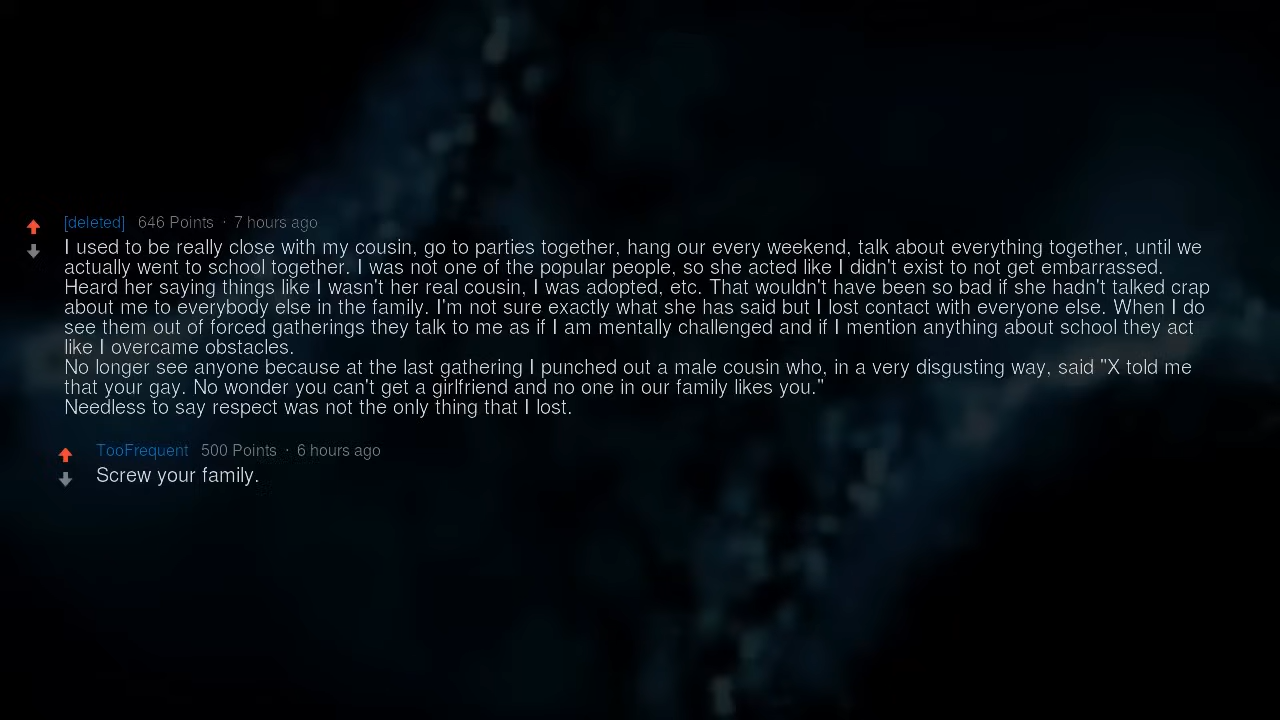 [deleted] 646 Points · 7 hours ago
I used to be really close with my cousin, go to parties together, hang our every weekend, talk about everything together, until we
actually went to school together. I was not one of the popular people, so she acted like I didn't exist to not get embarrassed.
Heard her saying things like I wasn't her real cousin, I was adopted, etc. That wouldn't have been so bad if she hadn't talked crap
about me to everybody else in the family. I'm not sure exactly what she has said but I lost contact with everyone else. When I do
see them out of forced gatherings they talk to me as if I am mentally challenged and if I mention anything about school they act
like I overcame obstacles.
No longer see anyone because at the last gathering I punched out a male cousin who, in a very disgusting way, said "X told me
that your gay. No wonder you can't get a girlfriend and no one in our family likes you."
Needless to say respect was not the only thing that I lost.
TooFrequent 500 Points · 6 hours ago
Screw your family.